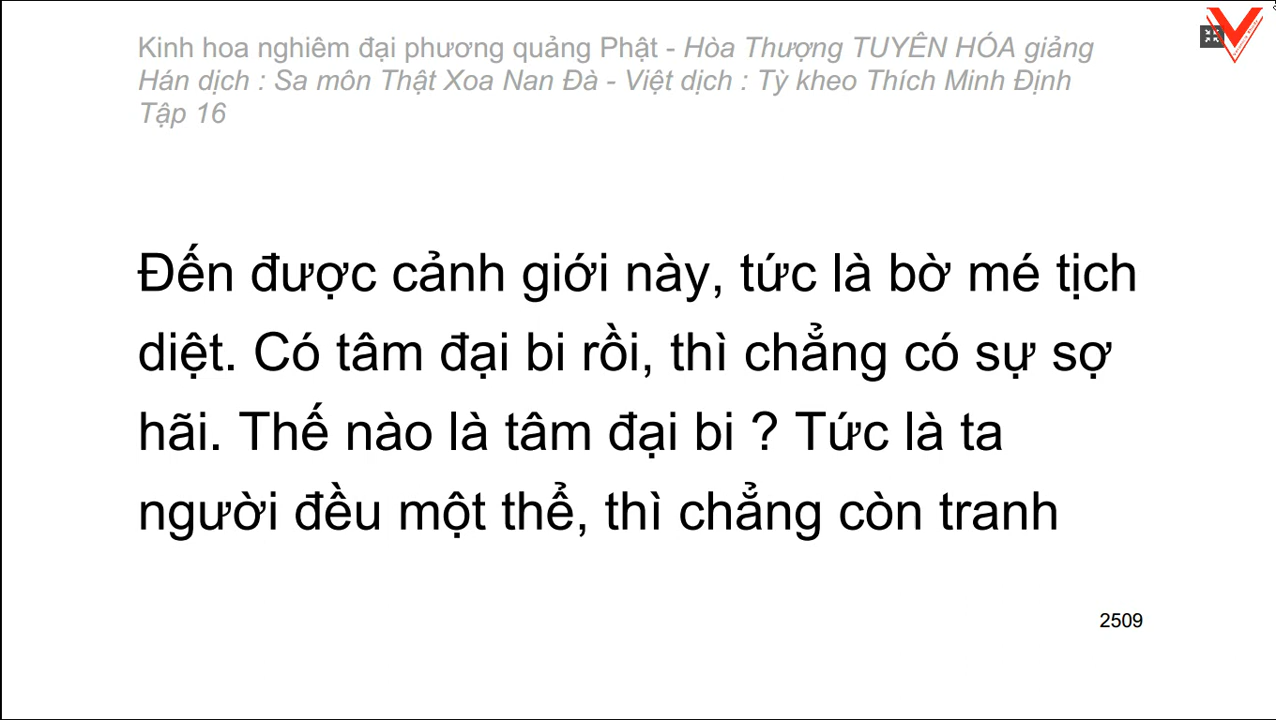 Kinh hoa nghiêm đại phương quảng Phật - Hòa Thượng TUYÊN HÓA giảng
Hán dịch : Sa môn Thật Xoa Nan Đà - Việt dịch : Tỳ kheo Thích Minh Định
Tập 16
Đến được cảnh giới này, tức là bờ mé tịch
diệt. Có tâm đại bi rồi, thì chẳng có sự sợ
hãi. Thế nào là tâm đại bi ? Tức là ta
người đều một thể, thì chẳng còn tranh
2509